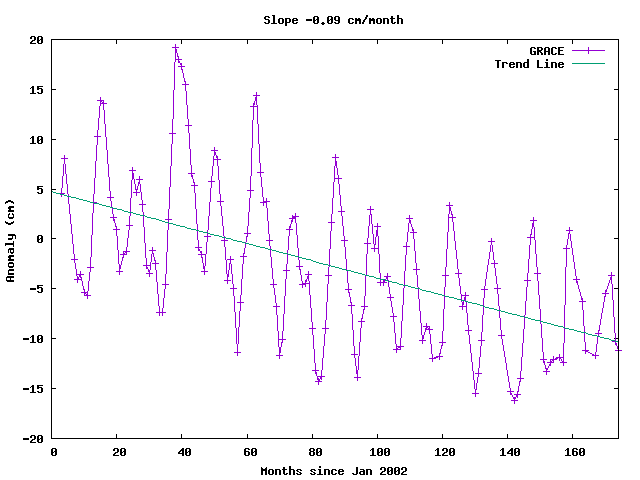 Slope -0.09 cm/month
20
15
10
5
0
-5
-10
-15
-20
Anomaly (cm)
GRACE
Trend Line
0 20 40 60 80 100 120 140 160
Months since Jan 2002